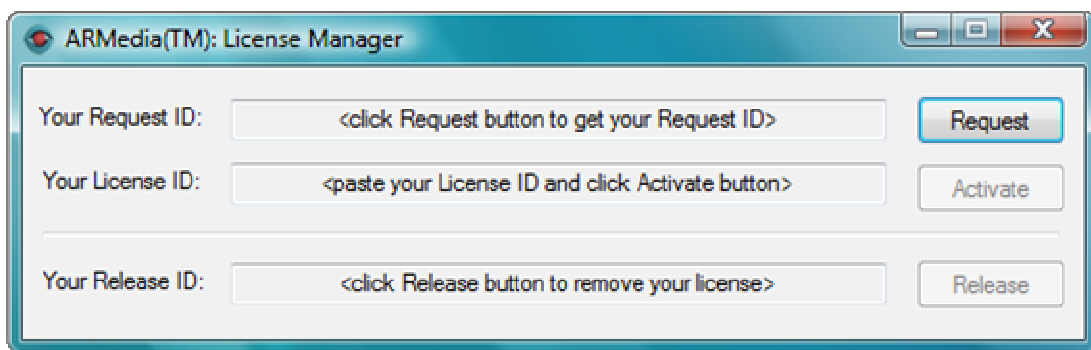 ARMedia(TM): License Manager
Your Request ID: <click Request button to get your Request ID> Request
Your License ID: <paste your License ID and click Activate button> Activate
Your Release ID: <click Release button to remove your license> Release